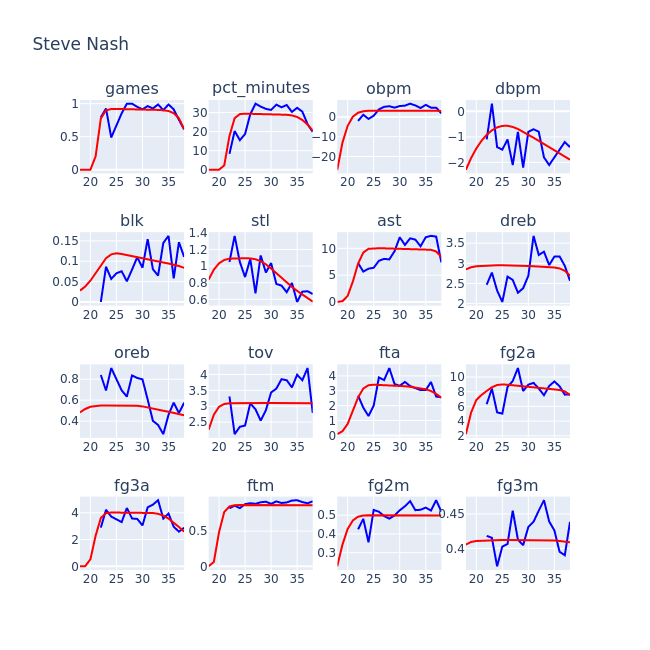 Steve Nash
games pct_minutes obpm dbpm
1 0.5 0 20 25 30 35
30 20 10 0 20 25 30 35
0 −10 −20 20 25 30 35
0 −1 −2 20 25 30 35
blk stl ast dreb
0.15 0.1 0.05 0 20 25 30 35
1.4 1.2 1 0.8 0.6 20 25 30 35
10 5 0 20 25 30 35
3.5 3 2.5 2 20 25 30 35
oreb tov fta fg2a
0.8 0.6 0.4 20 25 30 35
4 3.5 3 2.5 20 25 30 35
4 3 2 1 0 20 25 30 35
10 8 6 4 2 20 25 30 35
fg3a ftm fg2m fg3m
4 2 0 20 25 30 35
0.5 0 20 25 30 35
0.5 0.4 0.3 20 25 30 35
0.45 0.4 20 25 30 35